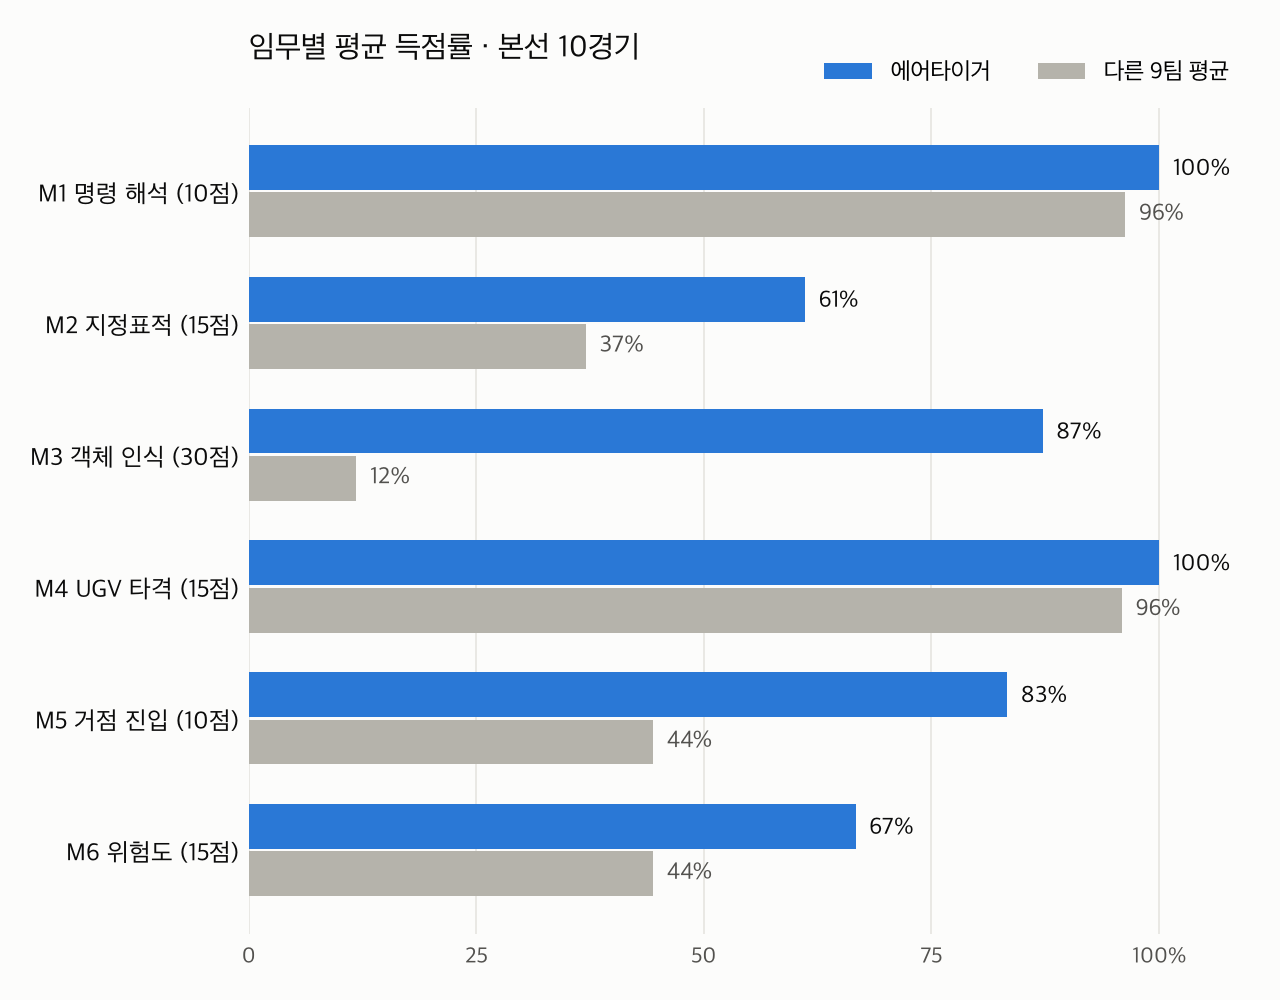 임무별 평균 득점률 · 본선 10경기
에어타이거
다른 9팀 평균
M1 명령 해석 (10점)
100%
96%
M2 지정표적 (15점)
61%
37%
M3 객체 인식 (30점)
87%
12%
M4 UGV 타격 (15점)
100%
96%
M5 거점 진입 (10점)
83%
44%
M6 위험도 (15점)
67%
44%
0 25 50 75 100%